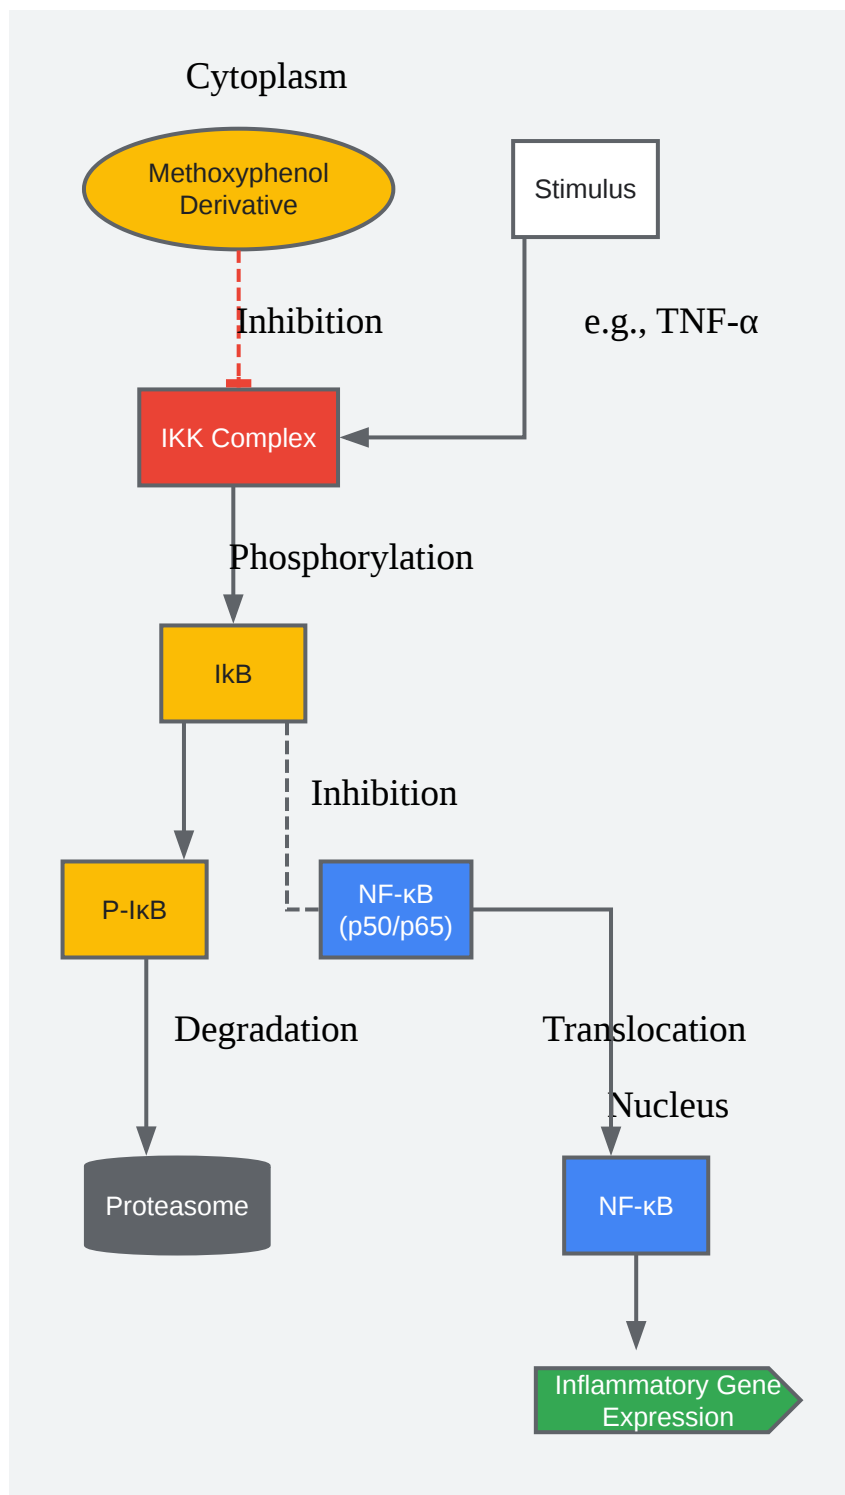 Cytoplasm
Methoxyphenol
Derivative
Stimulus
Inhibition
e.g., TNF-α
IKK Complex
Phosphorylation
IkB
Inhibition
P-IκB
NF-κB
(p50/p65)
Degradation
Translocation
Nucleus
Proteasome
NF-κB
Inflammatory Gene
Expression